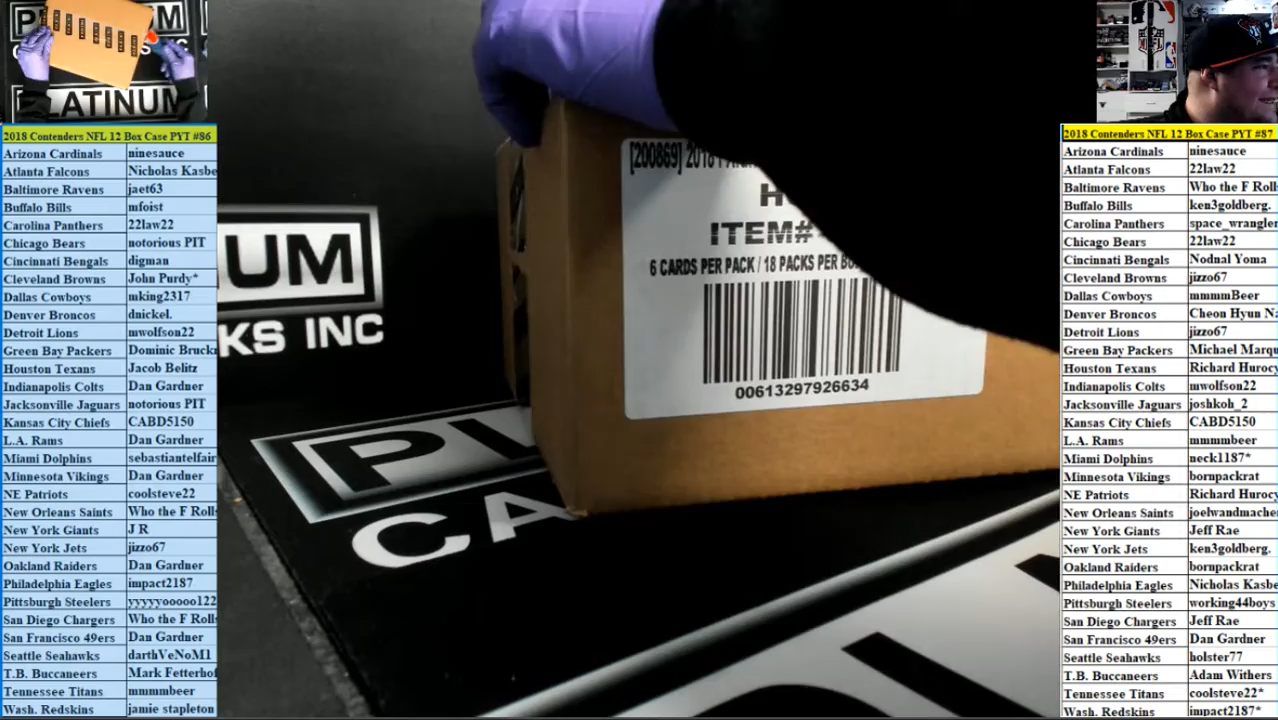 PLATINUM
PLATINUM
2018 Contenders NFL 12 Box Case PYT #86
Arizona Cardinals ninesauce
Atlanta Falcons Nicholas Kasbe
Baltimore Ravens jaet63
Buffalo Bills mfoist
Carolina Panthers 22law22
Chicago Bears notorious PIT
Cincinnati Bengals digman
Cleveland Browns John Purdy*
Dallas Cowboys mking2317
Denver Broncos dnickel.
Detroit Lions mwolfson22
Green Bay Packers Dominic Bruck
Houston Texans Jacob Belitz
Indianapolis Colts Dan Gardner
Jacksonville Jaguars notorious PIT
Kansas City Chiefs CABD5150
L.A. Rams Dan Gardner
Miami Dolphins sebastiantelfair
Minnesota Vikings Dan Gardner
NE Patriots coolsteve22
New Orleans Saints Who the F Roll
New York Giants J R
New York Jets jizzo67
Oakland Raiders Dan Gardner
Philadelphia Eagles impact2187
Pittsburgh Steelers yyyyyooooo122
San Diego Chargers Who the F Roll
San Francisco 49ers Dan Gardner
Seattle Seahawks darthVeNoM1
T.B. Buccaneers Mark Fetterhof
Tennessee Titans mmmmbeer
Wash. Redskins jamie stapleton
NUM
KS INC
PL
CA
[200869] 2018
ITEM#
6 CARDS PER PACK / 18 PACKS PER BO
00613297926634
NFL
2018 Contenders NFL 12 Box Case PYT #87
Arizona Cardinals ninesauce
Atlanta Falcons 22law22
Baltimore Ravens Who the F Roll
Buffalo Bills ken3goldberg.
Carolina Panthers space_wrangler
Chicago Bears 22law22
Cincinnati Bengals Nodnal Yoma
Cleveland Browns jizzo67
Dallas Cowboys mmmmBeer
Denver Broncos Cheon Hyun Na
Detroit Lions jizzo67
Green Bay Packers Michael Marqu
Houston Texans Richard Hurocy
Indianapolis Colts mwolfson22
Jacksonville Jaguars joshkoh_2
Kansas City Chiefs CABD5150
L.A. Rams mmmmbeer
Miami Dolphins neck1187*
Minnesota Vikings bornpackrat
NE Patriots Richard Hurocy
New Orleans Saints joelwandmache
New York Giants Jeff Rae
New York Jets ken3goldberg.
Oakland Raiders bornpackrat
Philadelphia Eagles Nicholas Kasbe
Pittsburgh Steelers working44boys
San Diego Chargers Jeff Rae
San Francisco 49ers Dan Gardner
Seattle Seahawks holster77
T.B. Buccaneers Adam Withers
Tennessee Titans coolsteve22*
Wash. Redskins impact2187*